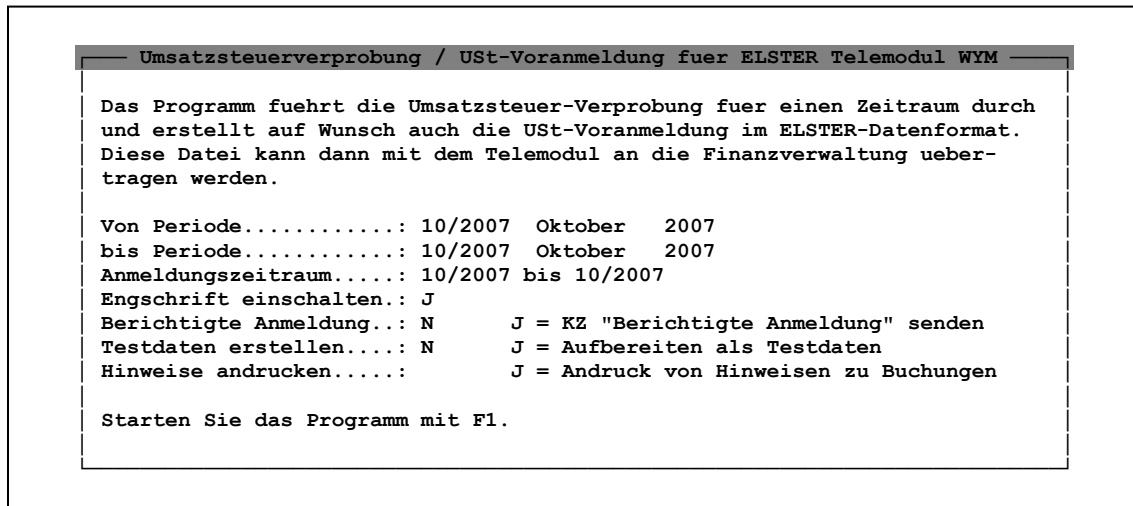 Umsatzsteuerverprobung / USt-Voranmeldung fuer ELSTER Telemodul WYM
Das Programm fuehrt die Umsatzsteuer-Verprobung fuer einen Zeitraum durch
und erstellt auf Wunsch auch die USt-Voranmeldung im ELSTER-Datenformat.
Diese Datei kann dann mit dem Telemodul an die Finanzverwaltung ueber-
tragen werden.
Von Periode............: 10/2007  Oktober   2007
bis Periode............: 10/2007  Oktober   2007
Anmeldungszeitraum.....: 10/2007 bis 10/2007
Engschrift einschalten.: J
Berichtigte Anmeldung..: N      J = KZ "Berichtigte Anmeldung" senden
Testdaten erstellen....: N      J = Aufbereiten als Testdaten
Hinweise andrucken.....:        J = Andruck von Hinweisen zu Buchungen
Starten Sie das Programm mit F1.